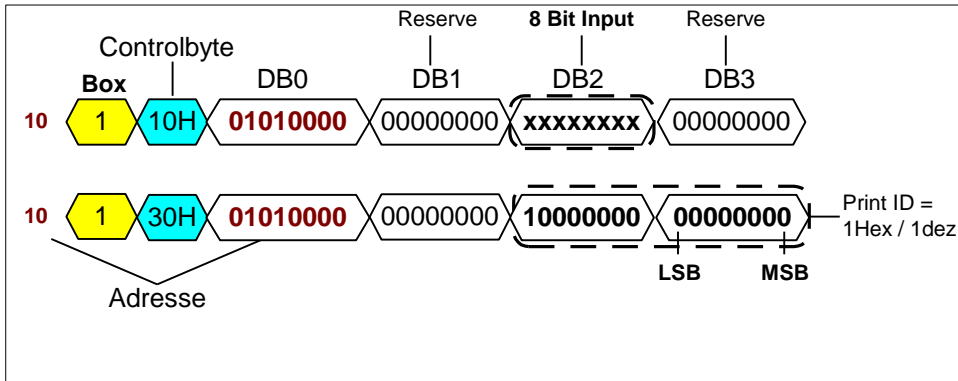 Reserve 8 Bit Input Reserve
Controlbyte
Box DB0 DB1 DB2 DB3
10 1 10H 01010000 00000000 xxxxxxxx 00000000
10 1 30H 01010000 00000000 10000000 00000000 Print ID =
1Hex / 1dez
LSB MSB
Adresse